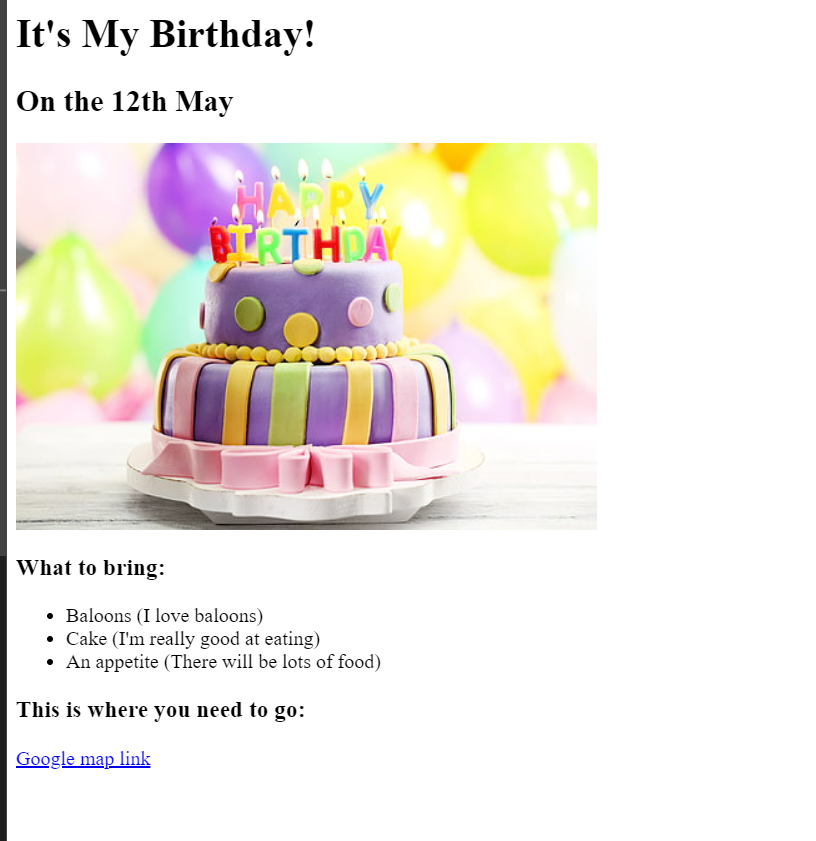 It's My Birthday!
On the 12th May
HAPPY
BIRTHDAY
What to bring:
Baloons (I love baloons)
Cake (I'm really good at eating)
An appetite (There will be lots of food)
This is where you need to go:
Google map link